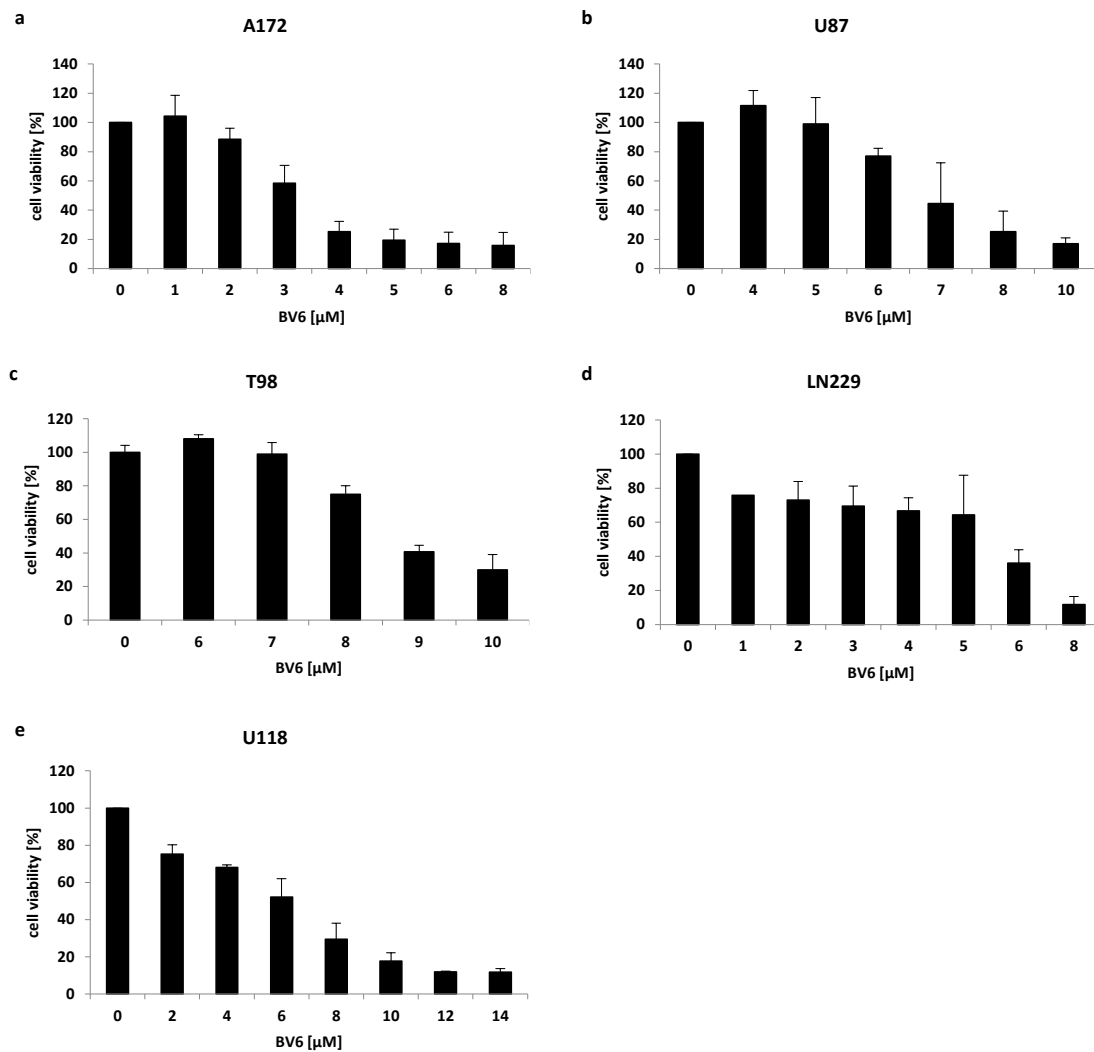 a
A172
140
120
100
80
60
40
20
0
cell viability [%]
0 1 2 3 4 5 6 8
BV6 [µM]
b
U87
140
120
100
80
60
40
20
0
cell viability [%]
0 4 5 6 7 8 10
BV6 [µM]
c
T98
120
100
80
60
40
20
0
cell viability [%]
0 6 7 8 9 10
BV6 [µM]
d
LN229
120
100
80
60
40
20
0
cell viability [%]
0 1 2 3 4 5 6 8
BV6 [µM]
e
U118
120
100
80
60
40
20
0
cell viability [%]
0 2 4 6 8 10 12 14
BV6 [µM]